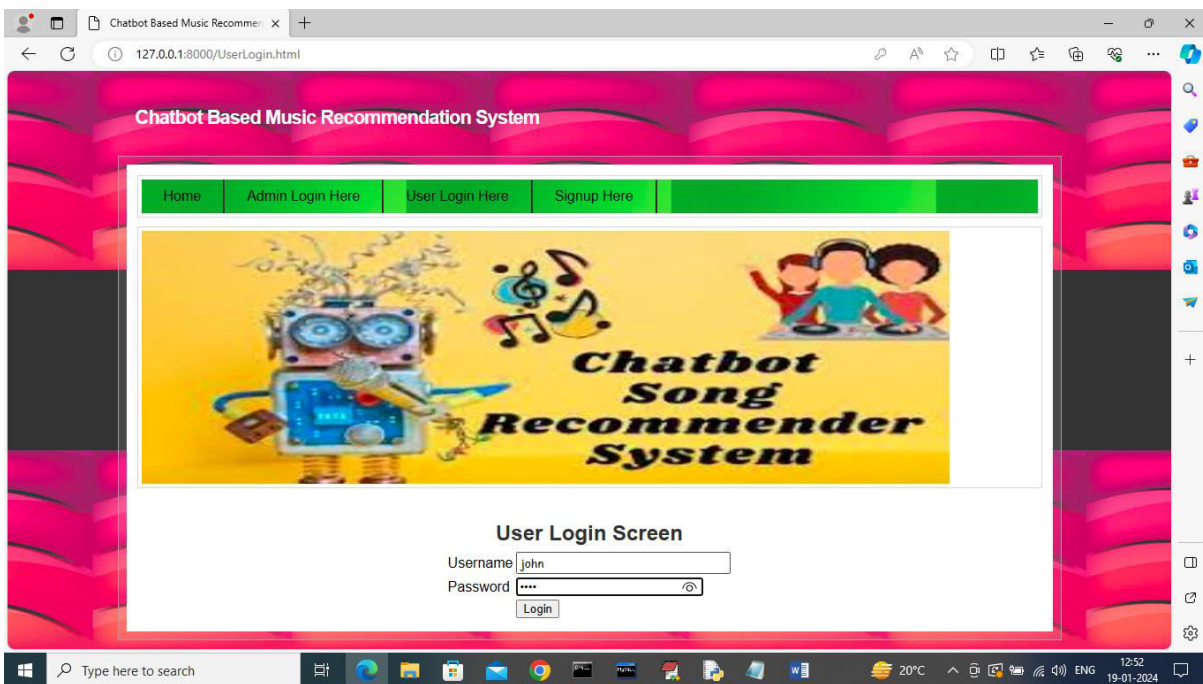 Chatbot Based Music Recommen
127.0.0.1:8000/UserLogin.html
Chatbot Based Music Recommendation System
Home Admin Login Here User Login Here Signup Here
Chatbot
Song
Recommender
System
User Login Screen
Username john
Password ••••
Login
Type here to search
20°C ENG 12:52
19-01-2024